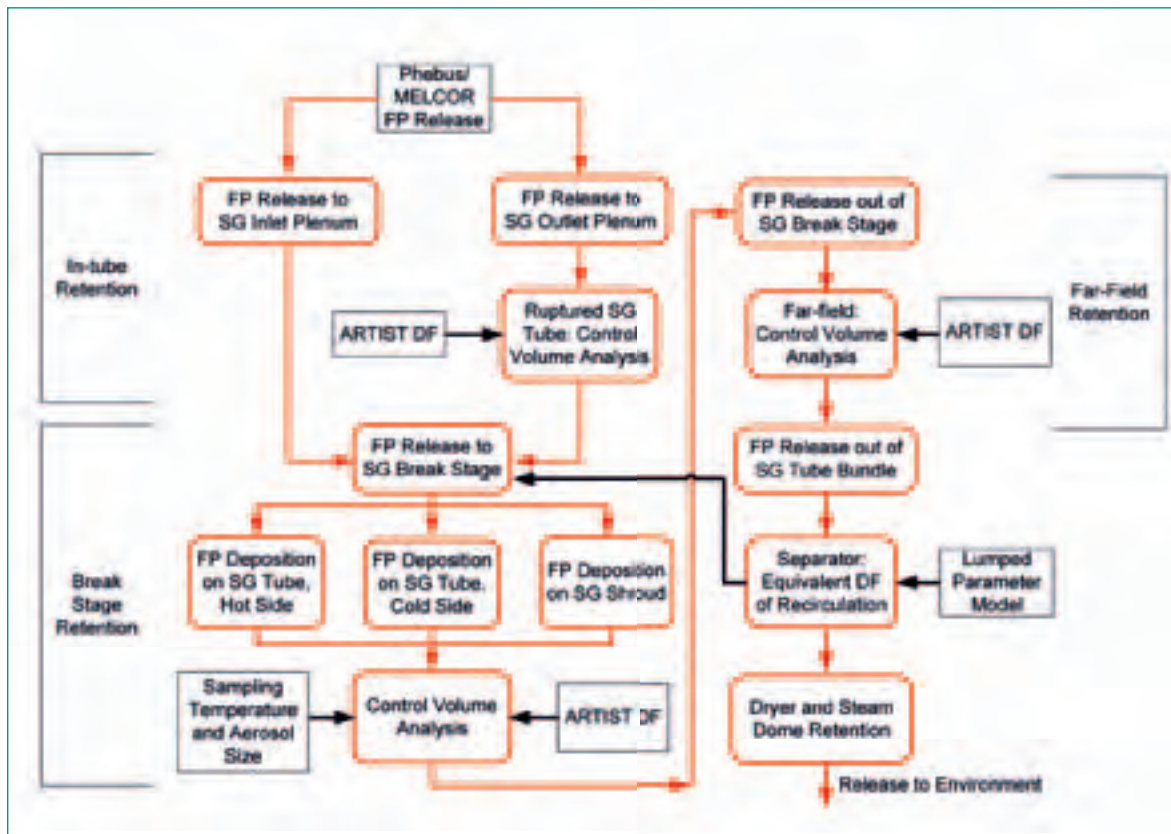 Phebus/
MELCOR
FP Release
In-tube
Retention
FP Release to
SG Inlet Plenum
FP Release to
SG Outlet Plenum
ARTIST DF
Ruptured SG
Tube: Control
Volume Analysis
Break
Stage
Retention
FP Release to
SG Break Stage
FP Deposition
on SG Tube,
Hot Side
FP Deposition
on SG Tube,
Cold Side
FP Deposition
on SG Shroud
Sampling
Temperature
and Aerosol
Size
Control Volume
Analysis
ARTIST DF
FP Release out of
SG Break Stage
Far-Field
Retention
Far-field:
Control Volume
Analysis
ARTIST DF
FP Release out of
SG Tube Bundle
Separator:
Equivalent DF
of Recirculation
Lumped
Parameter
Model
Dryer and Steam
Dome Retention
Release to Environment